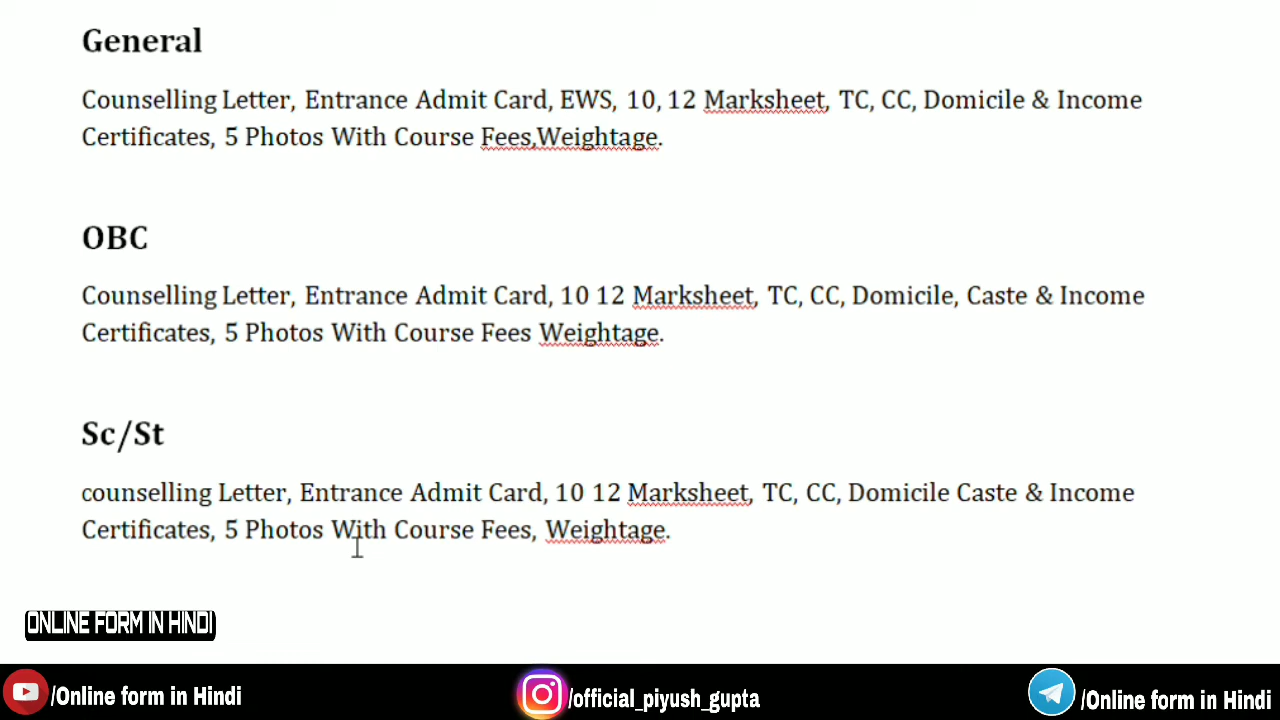 General
Counselling Letter, Entrance Admit Card, EWS, 10, 12 Marksheet, TC, CC, Domicile & Income
Certificates, 5 Photos With Course Fees,Weightage.
OBC
Counselling Letter, Entrance Admit Card, 10 12 Marksheet, TC, CC, Domicile, Caste & Income
Certificates, 5 Photos With Course Fees Weightage.
Sc/St
counselling Letter, Entrance Admit Card, 10 12 Marksheet, TC, CC, Domicile Caste & Income
Certificates, 5 Photos With Course Fees, Weightage.
ONLINE FORM IN HINDI
/Online form in Hindi
/official_piyush_gupta
/Online form in Hindi